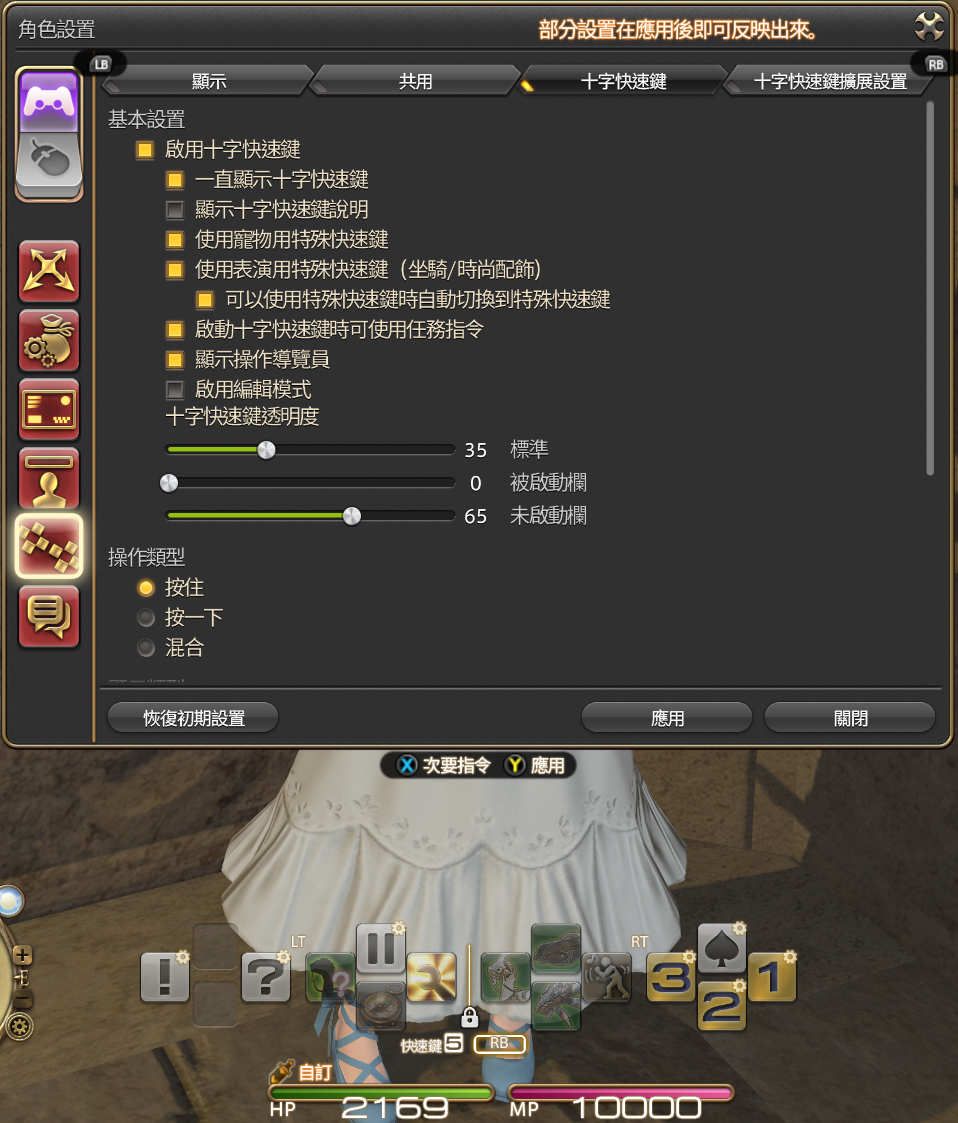 角色設置
部分設置在應用後即可反映出來。
LB
RB
顯示
共用
十字快速鍵
十字快速鍵擴展設置
基本設置
啟用十字快速鍵
一直顯示十字快速鍵
顯示十字快速鍵說明
使用寵物用特殊快速鍵
使用表演用特殊快速鍵（坐騎/時尚配飾）
可以使用特殊快速鍵時自動切換到特殊快速鍵
啟動十字快速鍵時可使用任務指令
顯示操作導覽員
啟用編輯模式
十字快速鍵透明度
35 標準
0 被啟動欄
65 未啟動欄
操作類型
按住
按一下
混合
恢復初期設置
應用
關閉
X 次要指令 Y 應用
LT
RT
!
?
?
3
2
1
E
快速鍵 5 RB
自訂
HP 2169 MP 10000